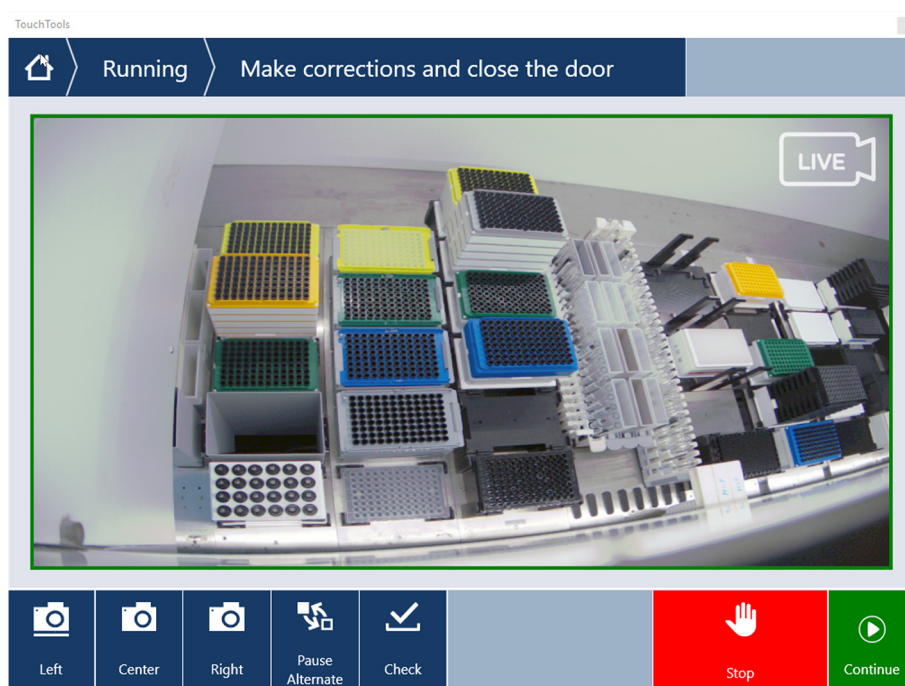 TouchTools
Running
Make corrections and close the door
LIVE
Left
Center
Right
Pause
Alternate
Check
Stop
Continue